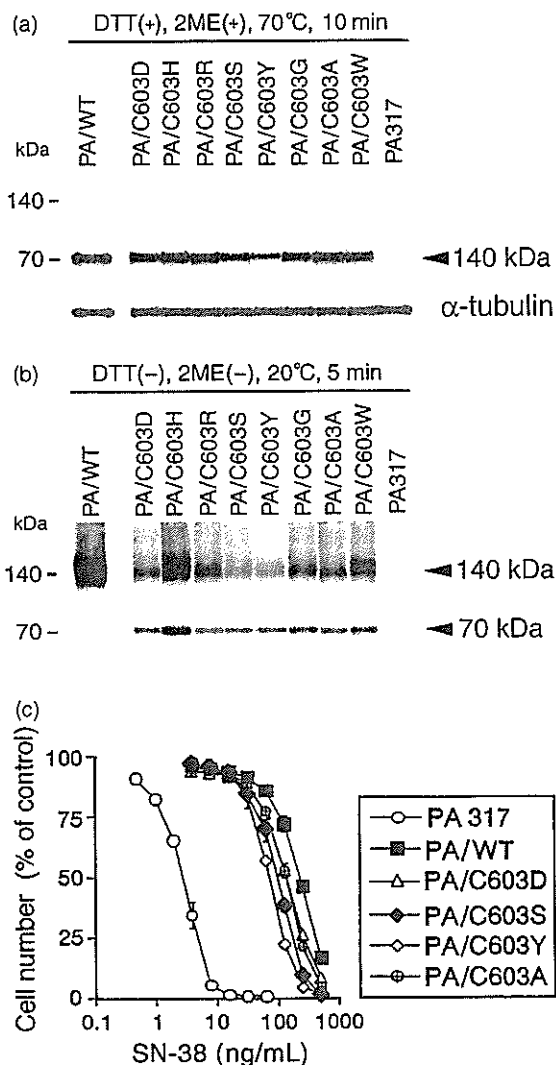 (a)
DTT(+), 2ME(+), 70°C, 10 min
PA/WT
PA/C603D
PA/C603H
PA/C603R
PA/C603S
PA/C603Y
PA/C603G
PA/C603A
PA/C603W
PA317
kDa
140 –
70 –
140 kDa
α-tubulin
(b)
DTT(–), 2ME(–), 20°C, 5 min
PA/WT
PA/C603D
PA/C603H
PA/C603R
PA/C603S
PA/C603Y
PA/C603G
PA/C603A
PA/C603W
PA317
kDa
140 –
140 kDa
70 –
70 kDa
(c)
Cell number (% of control)
100
75
50
25
0
0.1 1 10 100 1000
SN-38 (ng/mL)
PA 317
PA/WT
PA/C603D
PA/C603S
PA/C603Y
PA/C603A